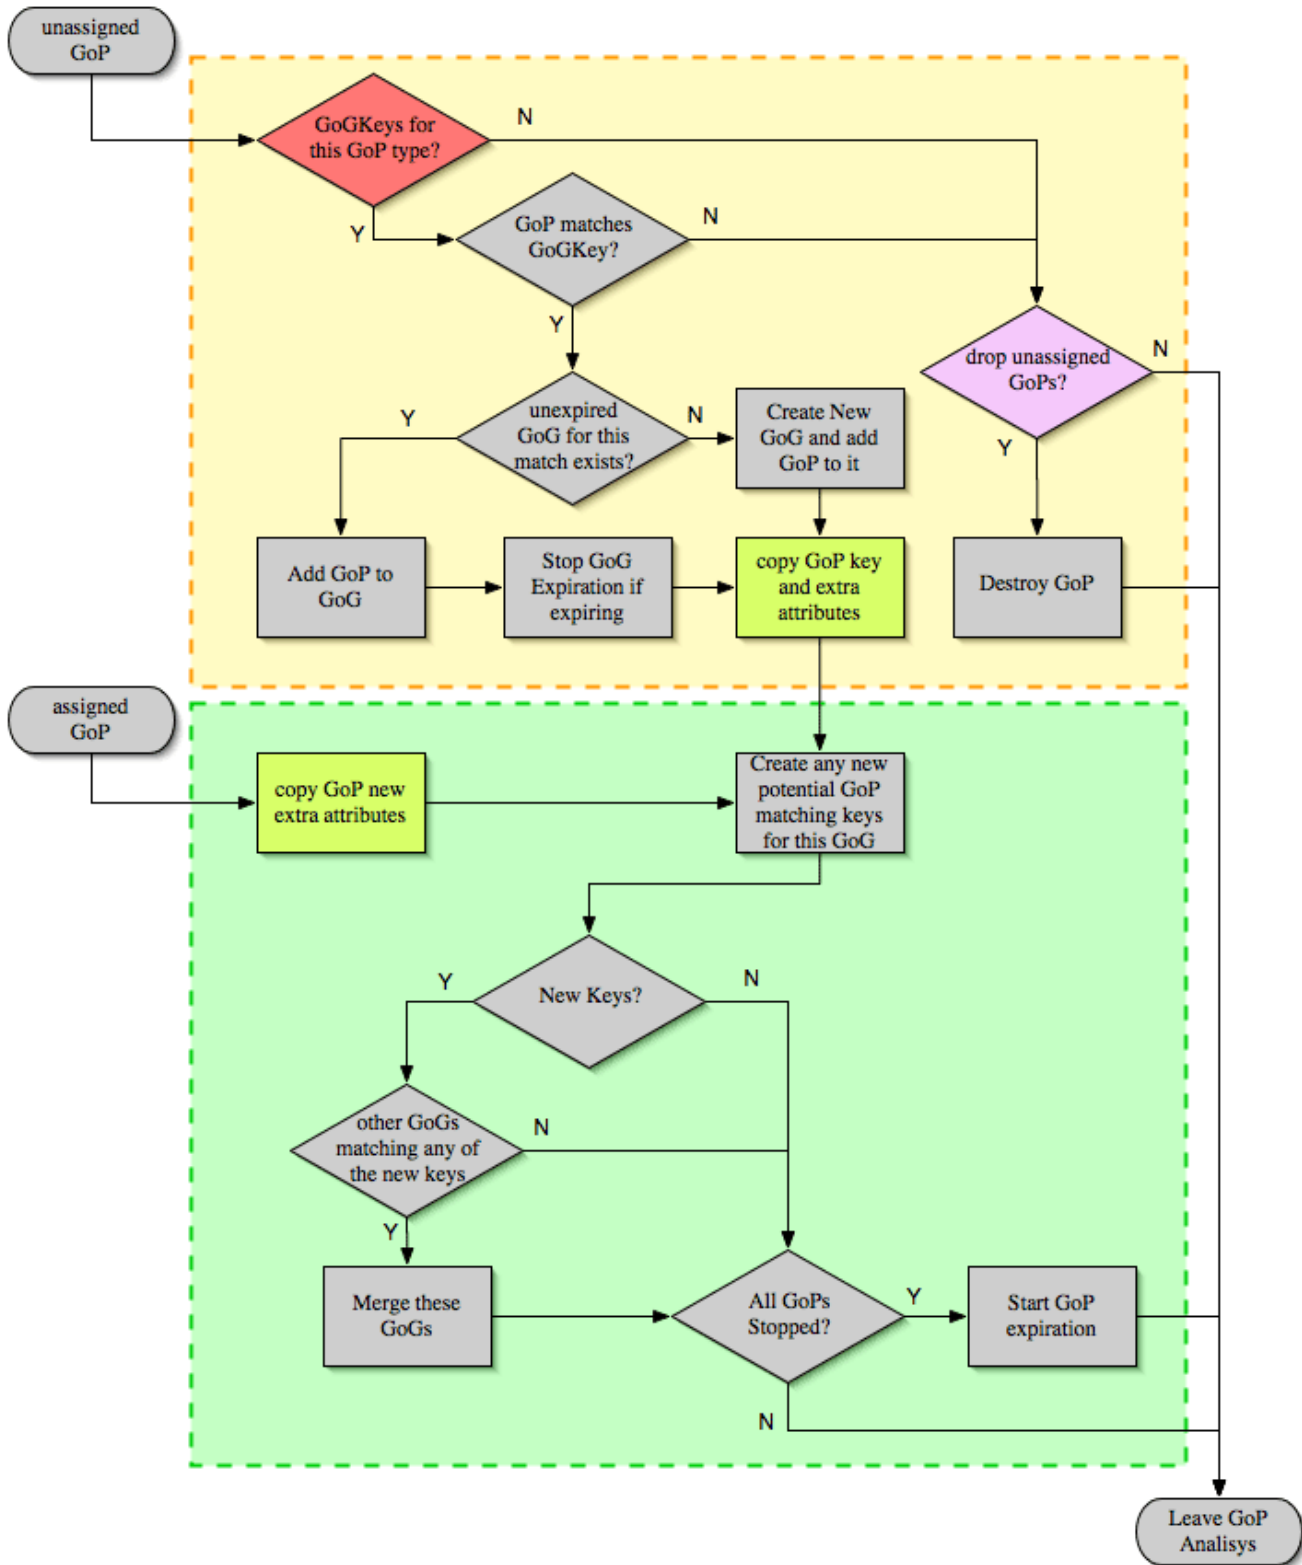 unassigned
GoP
GoGKeys for
this GoP type?
N
Y
GoP matches
GoGKey?
N
Y
drop unassigned
GoPs?
N
Y
unexpired
GoG for this
match exists?
Y
N
Create New
GoG and add
GoP to it
Add GoP to
GoG
Stop GoG
Expiration if
expiring
copy GoP key
and extra
attributes
Destroy GoP
assigned
GoP
copy GoP new
extra attributes
Create any new
potential GoP
matching keys
for this GoG
New Keys?
Y
N
other GoGs
matching any of
the new keys
N
Y
Merge these
GoGs
All GoPs
Stopped?
Y
N
Start GoP
expiration
Leave GoP
Analisys